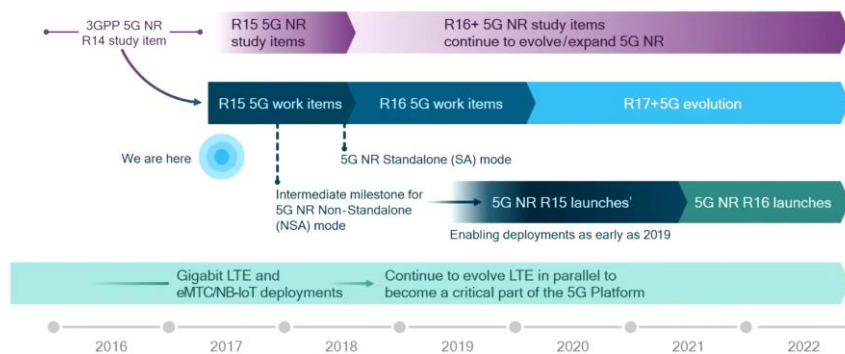 3GPP 5G NR
R14 study item
R15 5G NR
study items
R16+ 5G NR study items
continue to evolve/expand 5G NR
R15 5G work items
R16 5G work items
R17+5G evolution
We are here
5G NR Standalone (SA) mode
Intermediate milestone for
5G NR Non-Standalone
(NSA) mode
5G NR R15 launches¹
5G NR R16 launches
Enabling deployments as early as 2019
Gigabit LTE and
eMTC/NB-IoT deployments
Continue to evolve LTE in parallel to
become a critical part of the 5G Platform
2016
2017
2018
2019
2020
2021
2022